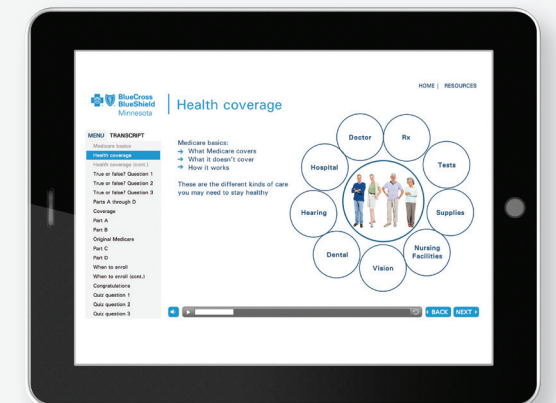 HOME | RESOURCES
BlueCross
BlueShield
Minnesota
Health coverage
MENU TRANSCRIPT
Medicare basics
Health coverage
Health coverage (cont.)
True or false? Question 1
True or false? Question 2
True or false? Question 3
Parts A through D
Coverage
Part A
Part B
Original Medicare
Part C
Part D
When to enroll
When to enroll (cont.)
Congratulations
Quiz question 1
Quiz question 2
Quiz question 3
Medicare basics:
→ What Medicare covers
→ What it doesn't cover
→ How it works
These are the different kinds of care
you may need to stay healthy
Doctor
Rx
Tests
Supplies
Nursing
Facilities
Vision
Dental
Hearing
Hospital
BACK
NEXT